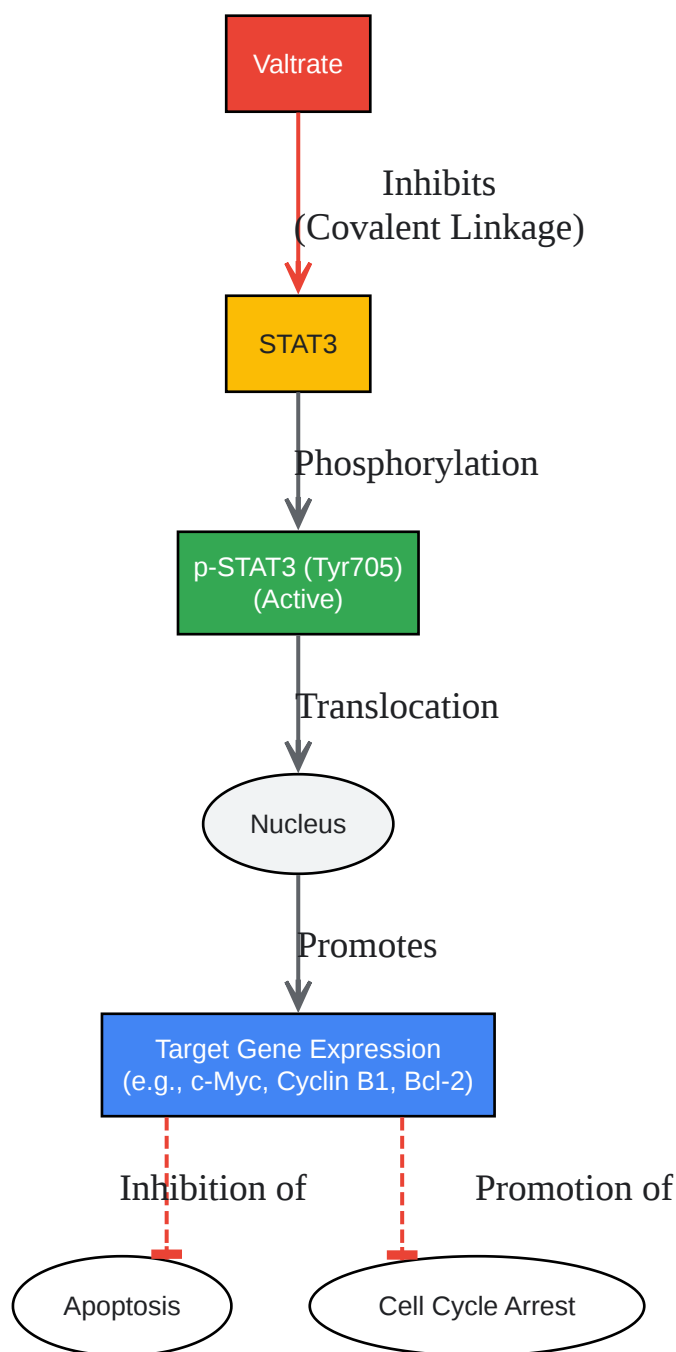 Valtrate
Inhibits
(Covalent Linkage)
STAT3
Phosphorylation
p-STAT3 (Tyr705)
(Active)
Translocation
Nucleus
Promotes
Target Gene Expression
(e.g., c-Myc, Cyclin B1, Bcl-2)
Inhibition of
Promotion of
Apoptosis
Cell Cycle Arrest